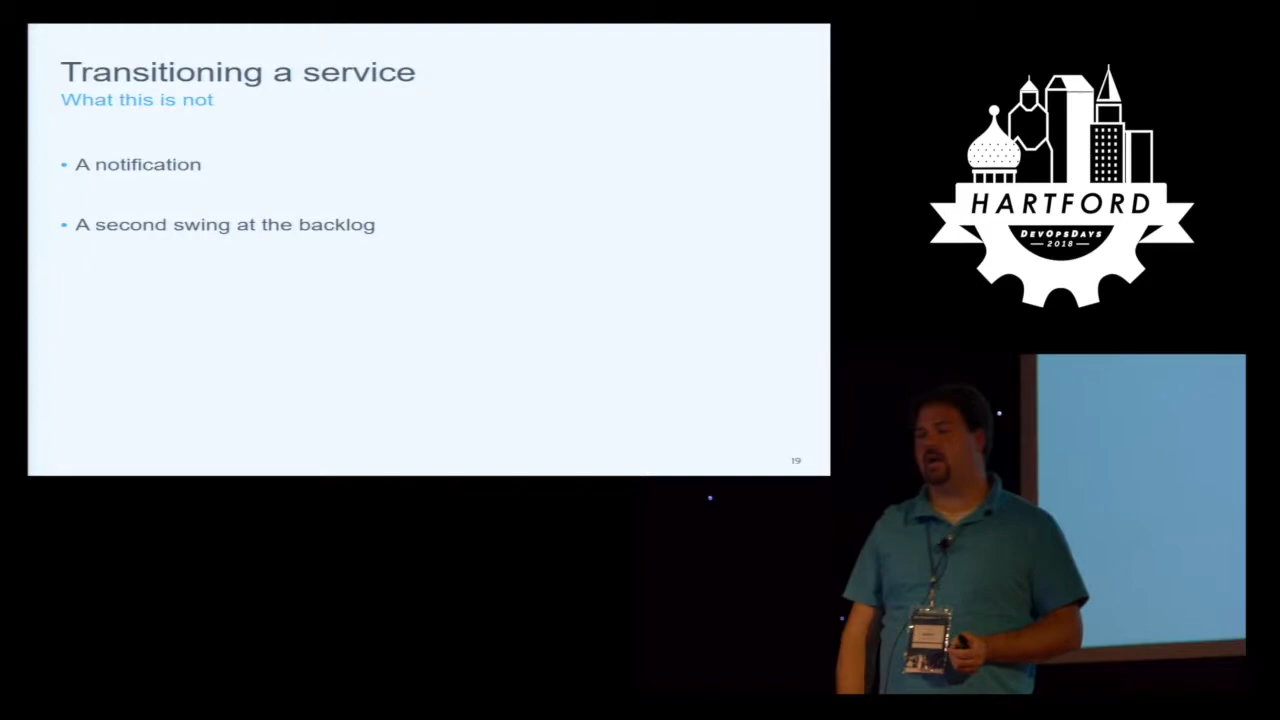 Transitioning a service
What this is not
• A notification
• A second swing at the backlog
19
HARTFORD
DEVOPSDAYS
2018